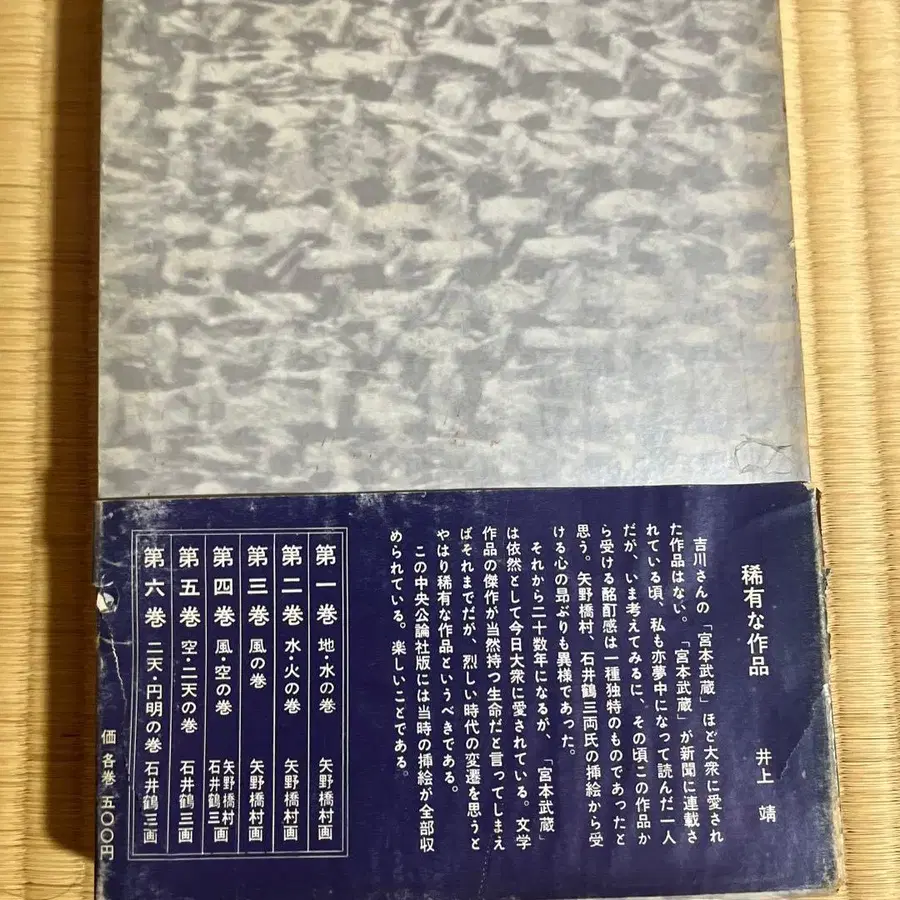 稀有な作品
井上 靖
吉川さんの「宮本武蔵」ほど大衆に愛され
た作品はない。「宮本武蔵」が新聞に連載さ
れている頃、私も亦夢中になって読んだ一人
だが、いま考えてみるに、その頃この作品か
ら受ける酩酊感は一種独特のものであったと
思う。矢野橋村、石井鶴三両氏の挿絵から受
ける心の昂ぶりも異様であった。
それから二十数年になるが、「宮本武蔵」
は依然として今日大衆に愛されている。文学
作品の傑作が当然持つ生命だと言ってしまえ
ばそれまでだが、烈しい時代の変遷を思うと
やはり稀有な作品というべきである。
この中央公論社版には当時の挿絵が全部収
められている。楽しいことである。
第一巻 地・水の巻 矢野橋村画
第二巻 水・火の巻 矢野橋村画
第三巻 風の巻 矢野橋村画
第四巻 風・空の巻 矢野橋村 石井鶴三画
第五巻 空・二天の巻 石井鶴三画
第六巻 二天・円明の巻 石井鶴三画
価 各巻 五〇〇円